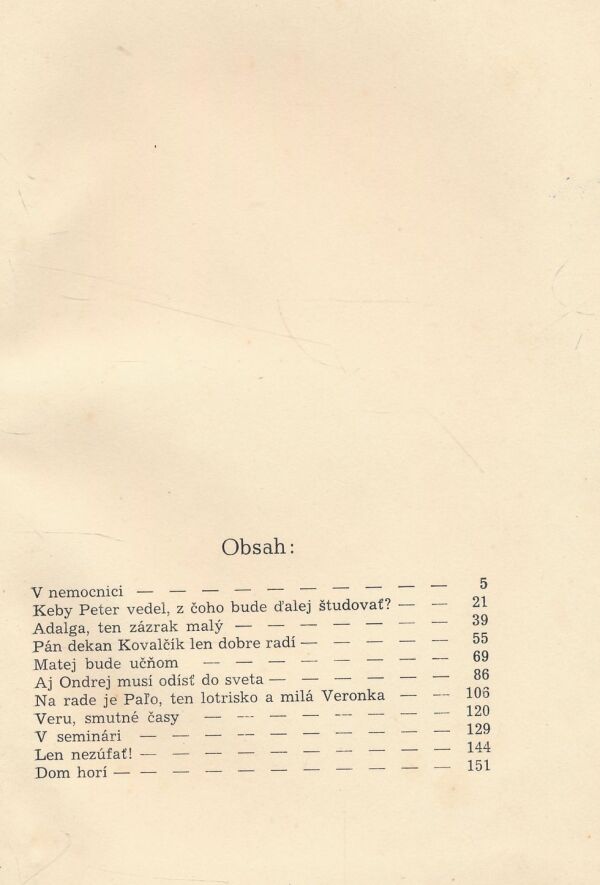 Obsah:
V nemocnici — — — — — — — — — — 5
Keby Peter vedel, z čoho bude ďalej študovať? — — 21
Adalga, ten zázrak malý — — — — — — — 39
Pán dekan Kovalčík len dobre radí — — — — — 55
Matej bude učňom — — — — — — — — 69
Aj Ondrej musí odísť do sveta — — — — — — 86
Na rade je Paľo, ten lotrisko a milá Veronka — — 106
Veru, smutné časy — — — — — — — — 120
V seminári — — — — — — — — — — 129
Len nezúfať! — — — — — — — — — — 144
Dom horí — — — — — — — — — — — 151